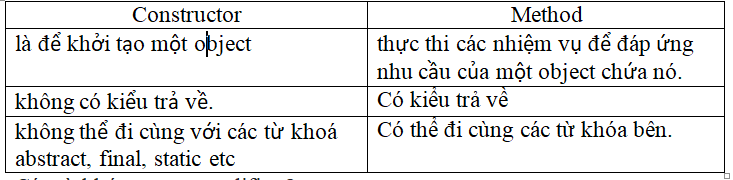 Constructor Method
là để khởi tạo một object thực thi các nhiệm vụ để đáp ứng
nhu cầu của một object chứa nó.
không có kiểu trả về. Có kiểu trả về
không thể đi cùng với các từ khoá Có thể đi cùng các từ khóa bên.
abstract, final, static etc